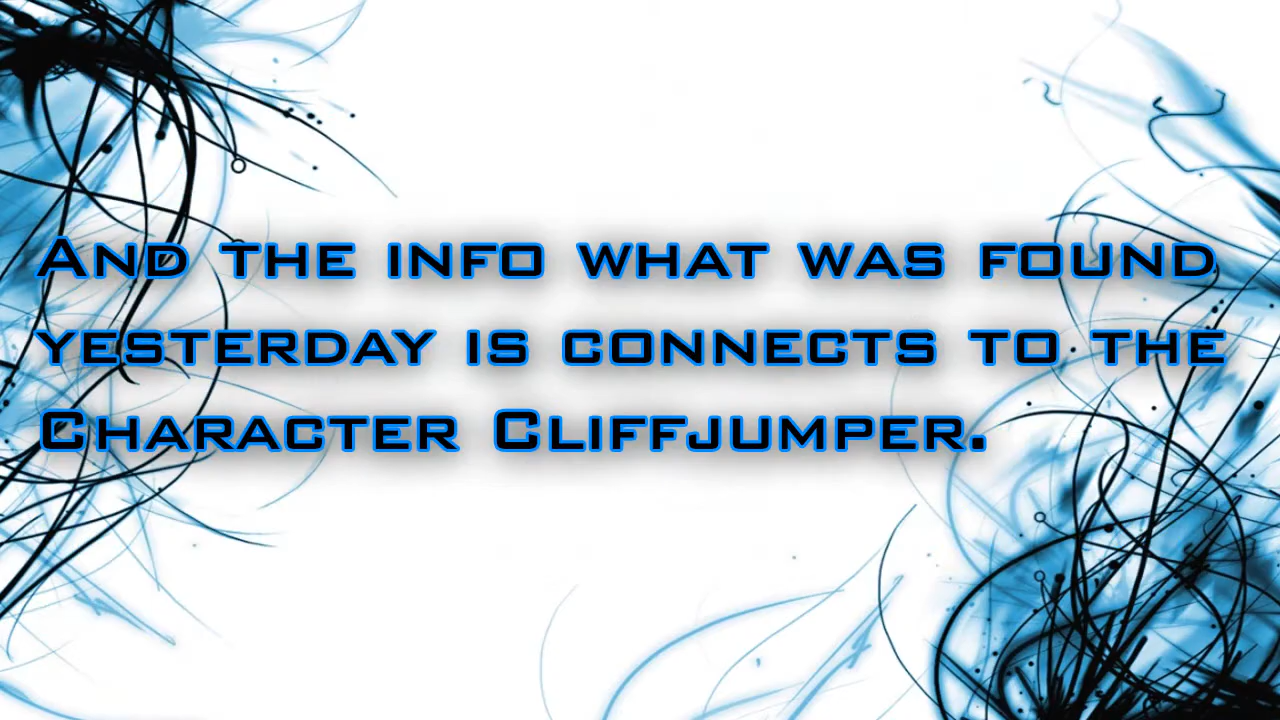 And the info what was found
yesterday is connects to the
Character Cliffjumper.